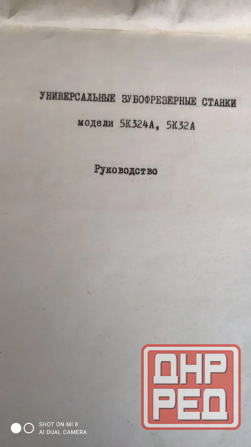 УНИВЕРСАЛЬНЫЕ ЗУБОФРЕЗЕРНЫЕ СТАНКИ
модели 5К324А, 5К32А
Руководство
ДНР
РЕД
SHOT ON MI 8
AI DUAL CAMERA